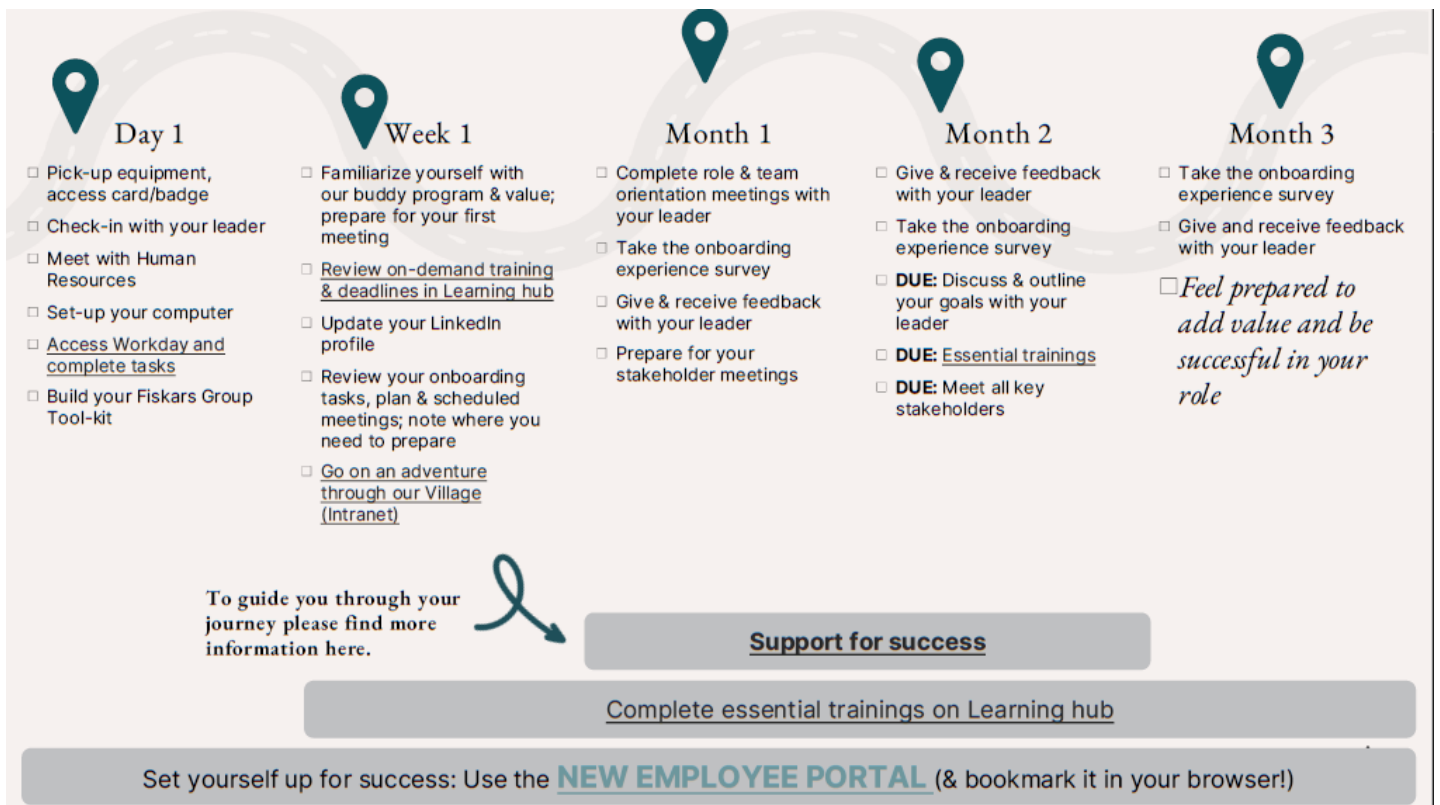 Day 1
☐ Pick-up equipment,
access card/badge
☐ Check-in with your leader
☐ Meet with Human
Resources
☐ Set-up your computer
☐ Access Workday and
complete tasks
☐ Build your Fiskars Group
Tool-kit
Week 1
☐ Familiarize yourself with
our buddy program & value;
prepare for your first
meeting
☐ Review on-demand training
& deadlines in Learning hub
☐ Update your LinkedIn
profile
☐ Review your onboarding
tasks, plan & scheduled
meetings; note where you
need to prepare
☐ Go on an adventure
through our Village
(Intranet)
Month 1
☐ Complete role & team
orientation meetings with
your leader
☐ Take the onboarding
experience survey
☐ Give & receive feedback
with your leader
☐ Prepare for your
stakeholder meetings
Month 2
☐ Give & receive feedback
with your leader
☐ Take the onboarding
experience survey
☐ DUE: Discuss & outline
your goals with your
leader
☐ DUE: Essential trainings
☐ DUE: Meet all key
stakeholders
Month 3
☐ Take the onboarding
experience survey
☐ Give and receive feedback
with your leader
☐ Feel prepared to
add value and be
successful in your
role
To guide you through your
journey please find more
information here.
Support for success
Complete essential trainings on Learning hub
Set yourself up for success: Use the NEW EMPLOYEE PORTAL (& bookmark it in your browser!)